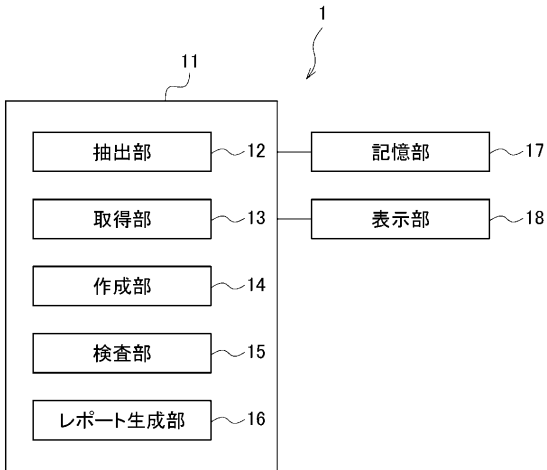 1
11
抽出部 12 記憶部 17
取得部 13 表示部 18
作成部 14
検査部 15
レポート生成部 16